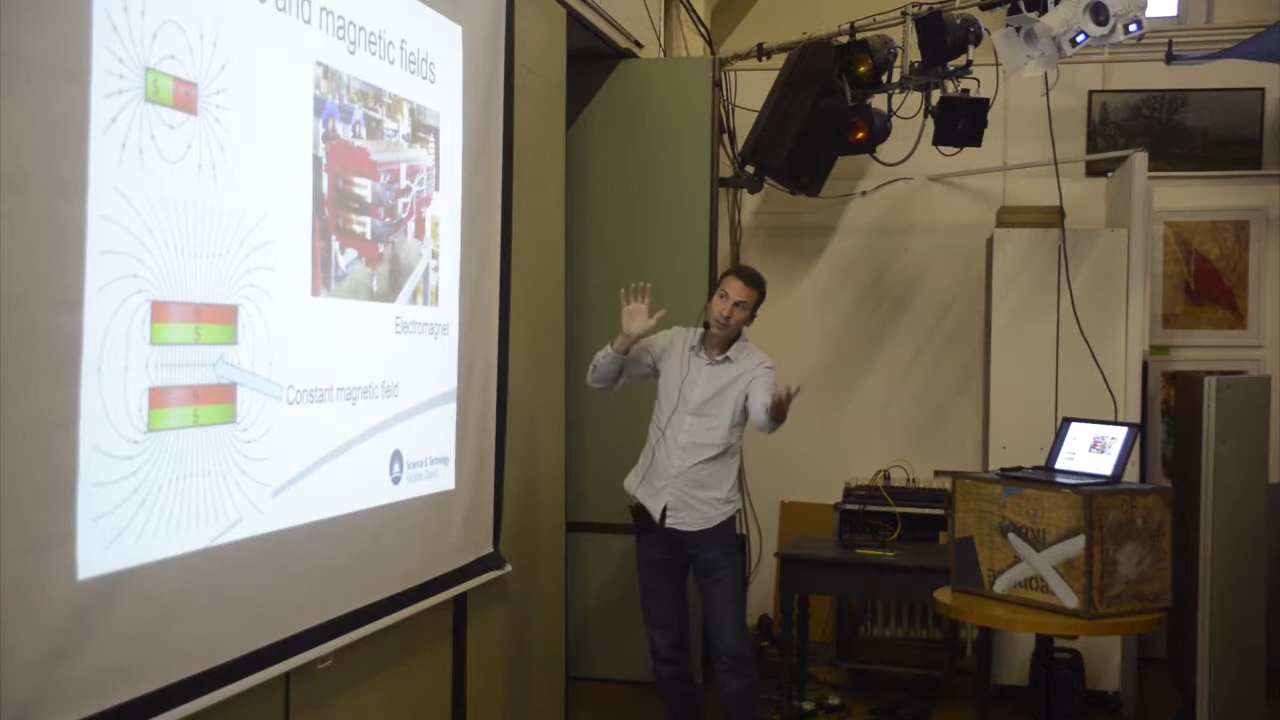 and magnetic fields
S
Electromagnet
S
Constant magnetic field
S
Science & Technology
Facilities Council